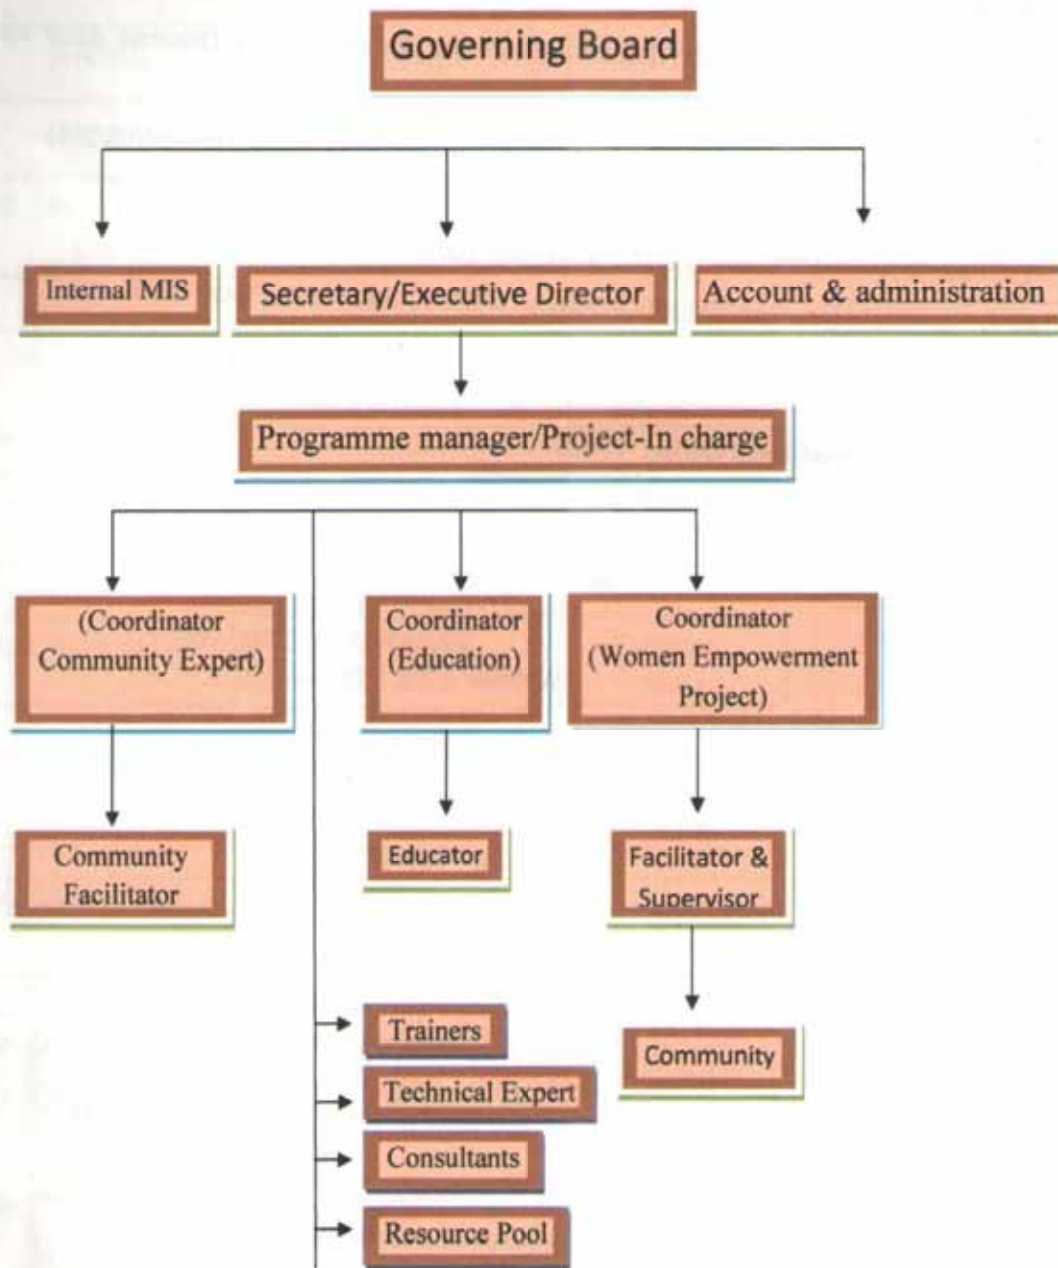 Governing Board
Internal MIS
Secretary/Executive Director
Account & administration
Programme manager/Project-In charge
(Coordinator
Community Expert)
Coordinator
(Education)
Coordinator
(Women Empowerment
Project)
Community
Facilitator
Educator
Facilitator &
Supervisor
Community
Trainers
Technical Expert
Consultants
Resource Pool